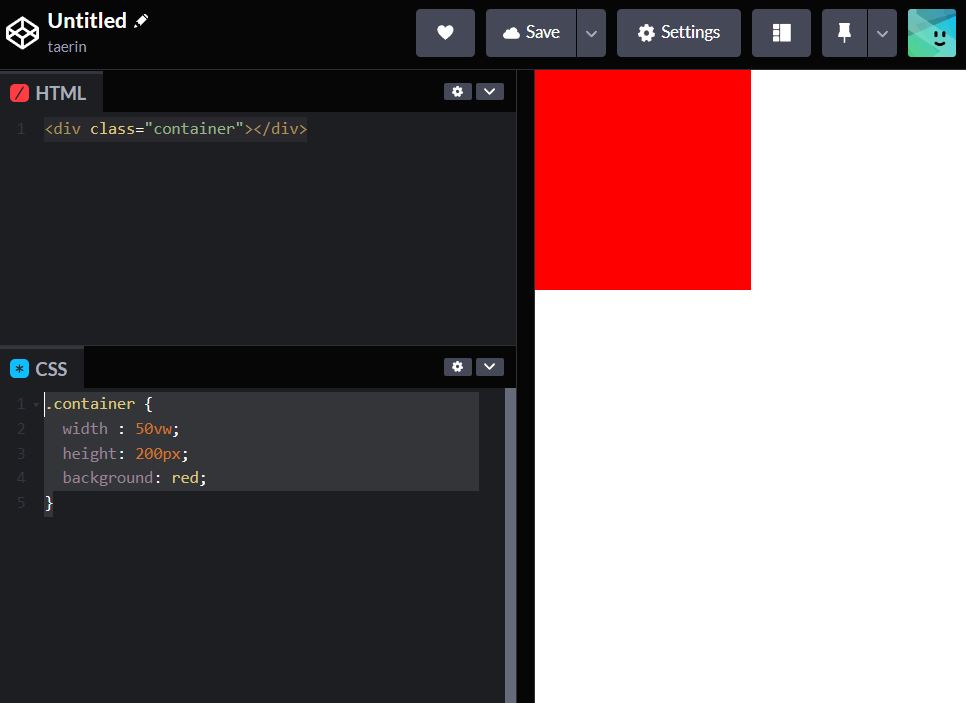 Untitled
taerin
Save
Settings
HTML
1 <div class="container"></div>
* CSS
1 .container {
2 width : 50vw;
3 height: 200px;
4 background: red;
5 }